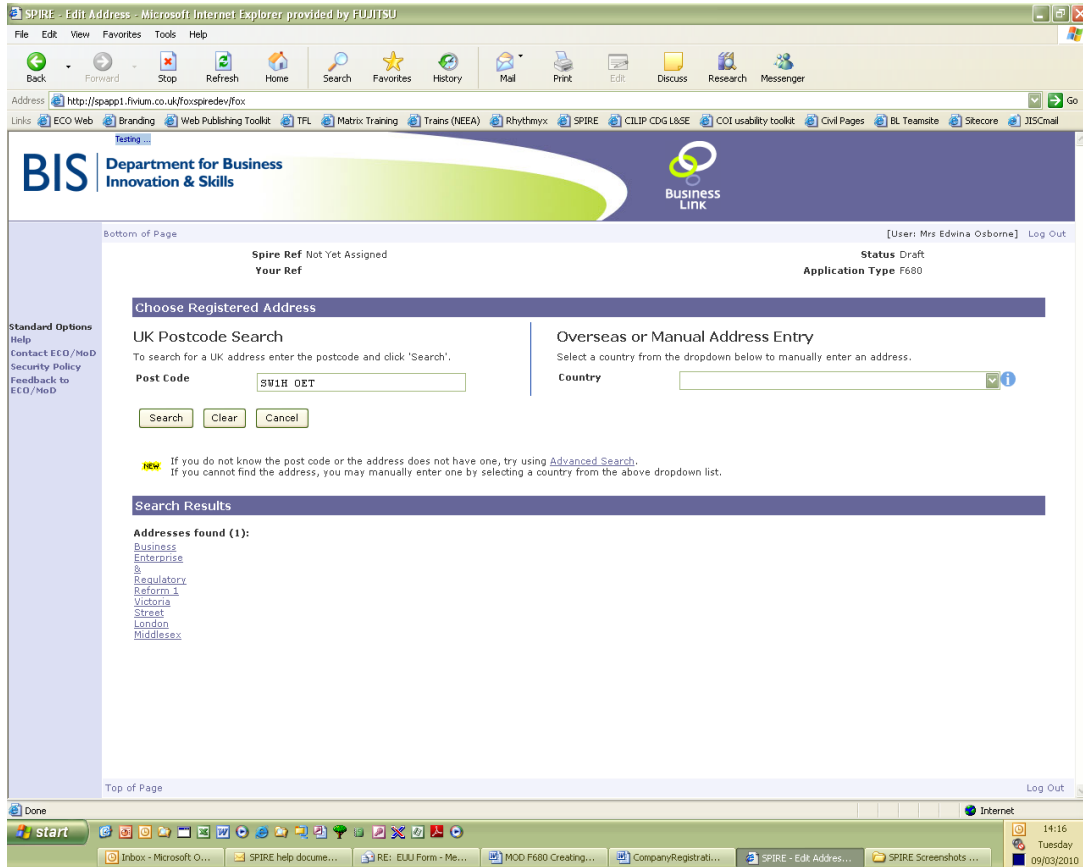 SPIRE - Edit Address - Microsoft Internet Explorer provided by FUJITSU
File Edit View Favorites Tools Help
Back Forward Stop Refresh Home Search Favorites History Mail Print Edit Discuss Research Messenger
Address http://spapp1.fivium.co.uk/foxspiredev/fox Go
Links ECO Web Branding Web Publishing Toolkit TFL Matrix Training Trains (NEEA) Rhythmyx SPIRE CILIP CDG L&SE COI usability toolkit Civil Pages BL Teamsite Sitecore JISCmail
Testing ...
BIS Department for Business
Innovation & Skills
Business
Link
Bottom of Page [User: Mrs Edwina Osborne] Log Out
Spire Ref Not Yet Assigned Status Draft
Your Ref Application Type F680
Choose Registered Address
Standard Options
Help
Contact ECO/MoD
Security Policy
Feedback to
ECO/MoD
UK Postcode Search
To search for a UK address enter the postcode and click 'Search'.
Post Code SW1H 0ET
Search Clear Cancel
Overseas or Manual Address Entry
Select a country from the dropdown below to manually enter an address.
Country
NEW If you do not know the post code or the address does not have one, try using Advanced Search.
If you cannot find the address, you may manually enter one by selecting a country from the above dropdown list.
Search Results
Addresses found (1):
Business
Enterprise
&
Regulatory
Reform 1
Victoria
Street
London
Middlesex
Top of Page Log Out
Done Internet
start 14:16
Tuesday
Inbox - Microsoft O... SPIRE help docume... RE: EUU Form - Me... MOD F680 Creating... CompanyRegistrati... SPIRE - Edit Addres... SPIRE Screenshots ... 09/03/2010